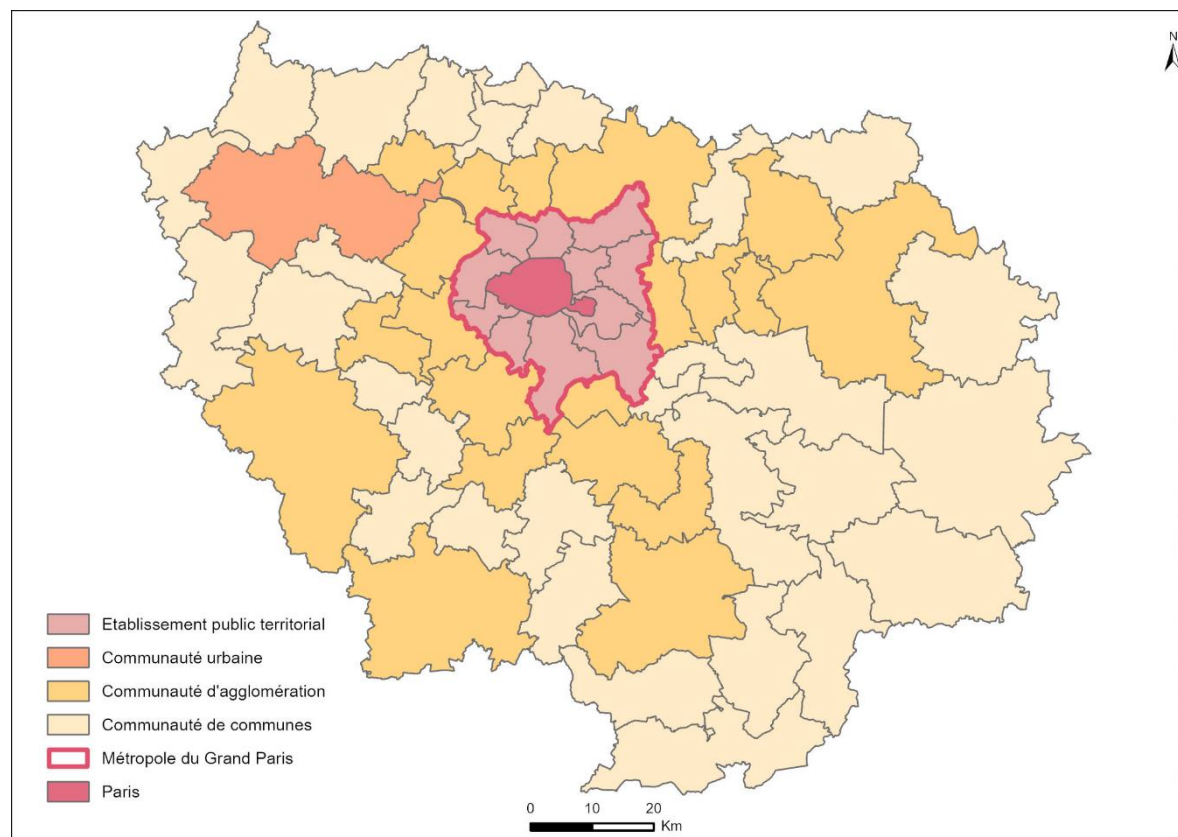 N
Etablissement public territorial
Communauté urbaine
Communauté d'agglomération
Communauté de communes
Métropole du Grand Paris
Paris
0 10 20
Km